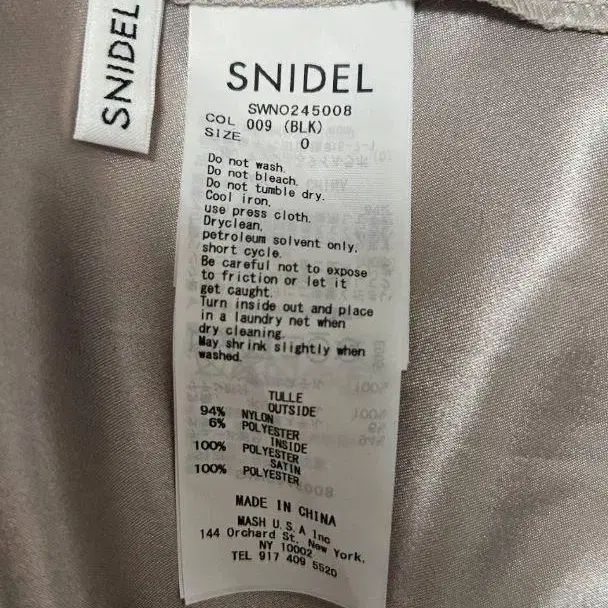 SNIDEL
SNIDEL
SWNO245008
COL 009 (BLK)
SIZE 0
Do not wash.
Do not bleach.
Do not tumble dry.
Cool iron,
use press cloth.
Dryclean,
petroleum solvent only,
short cycle.
Be careful not to expose
to friction or let it
get caught.
Turn inside out and place
in a laundry net when
dry cleaning.
May shrink slightly when
washed.
TULLE
OUTSIDE
94% NYLON
6% POLYESTER
INSIDE
100% POLYESTER
SATIN
100% POLYESTER
MADE IN CHINA
MASH U.S.A Inc
144 Orchard St, New York,
NY 10002
TEL 917 409 5520